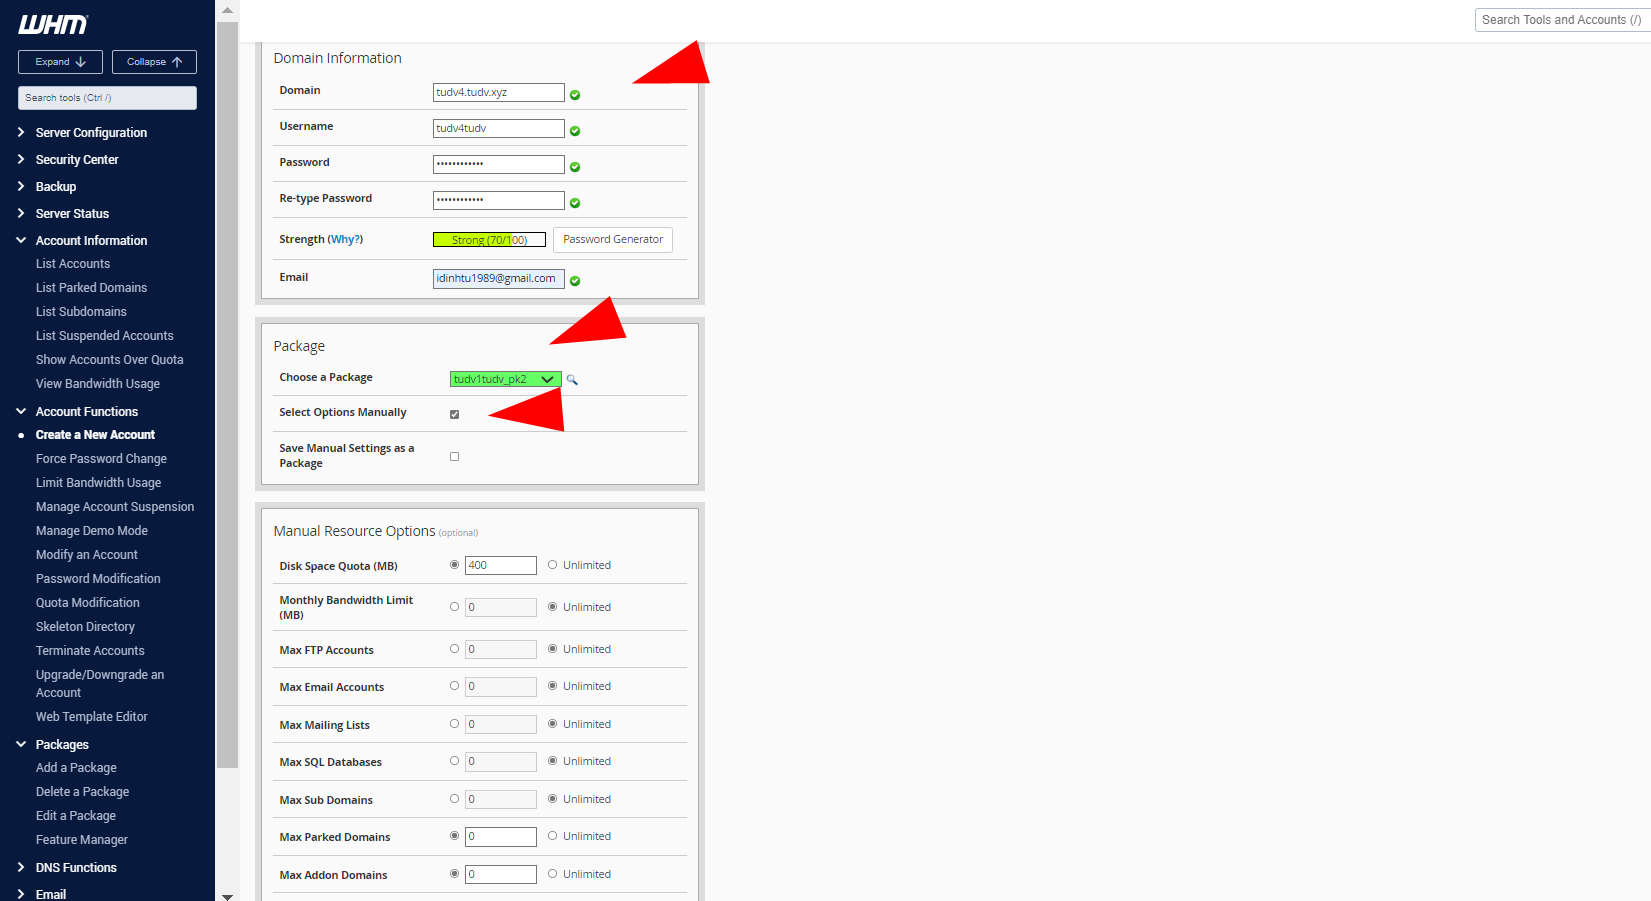 WHM
Expand
Collapse
Search tools (Ctrl /)
Server Configuration
Security Center
Backup
Server Status
Account Information
List Accounts
List Parked Domains
List Subdomains
List Suspended Accounts
Show Accounts Over Quota
View Bandwidth Usage
Account Functions
Create a New Account
Force Password Change
Limit Bandwidth Usage
Manage Account Suspension
Manage Demo Mode
Modify an Account
Password Modification
Quota Modification
Skeleton Directory
Terminate Accounts
Upgrade/Downgrade an
Account
Web Template Editor
Packages
Add a Package
Delete a Package
Edit a Package
Feature Manager
DNS Functions
Email
Search Tools and Accounts (/)
Domain Information
Domain tudv4.tudv.xyz
Username tudv4tudv
Password ••••••••••••
Re-type Password ••••••••••••
Strength (Why?) Strong (70/100) Password Generator
Email idinhtu1989@gmail.com
Package
Choose a Package tudv1tudv_pk2
Select Options Manually
Save Manual Settings as a
Package
Manual Resource Options (optional)
Disk Space Quota (MB) 400 Unlimited
Monthly Bandwidth Limit
(MB) 0 Unlimited
Max FTP Accounts 0 Unlimited
Max Email Accounts 0 Unlimited
Max Mailing Lists 0 Unlimited
Max SQL Databases 0 Unlimited
Max Sub Domains 0 Unlimited
Max Parked Domains 0 Unlimited
Max Addon Domains 0 Unlimited